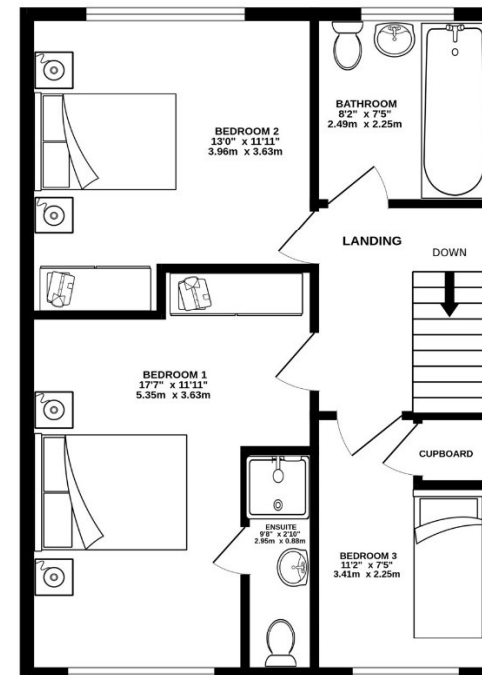 BEDROOM 2
13'0" x 11'11"
3.96m x 3.63m
BATHROOM
8'2" x 7'5"
2.49m x 2.25m
LANDING
DOWN
BEDROOM 1
17'7" x 11'11"
5.35m x 3.63m
CUPBOARD
ENSUITE
9'8" x 2'10"
2.95m x 0.88m
BEDROOM 3
11'2" x 7'5"
3.41m x 2.25m